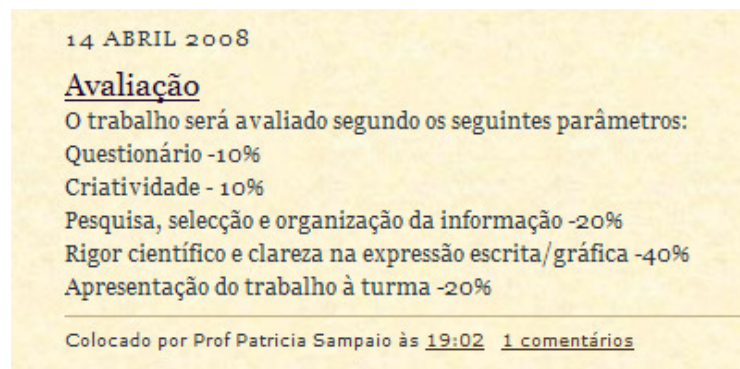 14 ABRIL 2008
Avaliação
O trabalho será avaliado segundo os seguintes parâmetros:
Questionário -10%
Criatividade - 10%
Pesquisa, selecção e organização da informação -20%
Rigor científico e clareza na expressão escrita/gráfica -40%
Apresentação do trabalho à turma -20%
Colocado por Prof Patricia Sampaio às 19:02 1 comentários